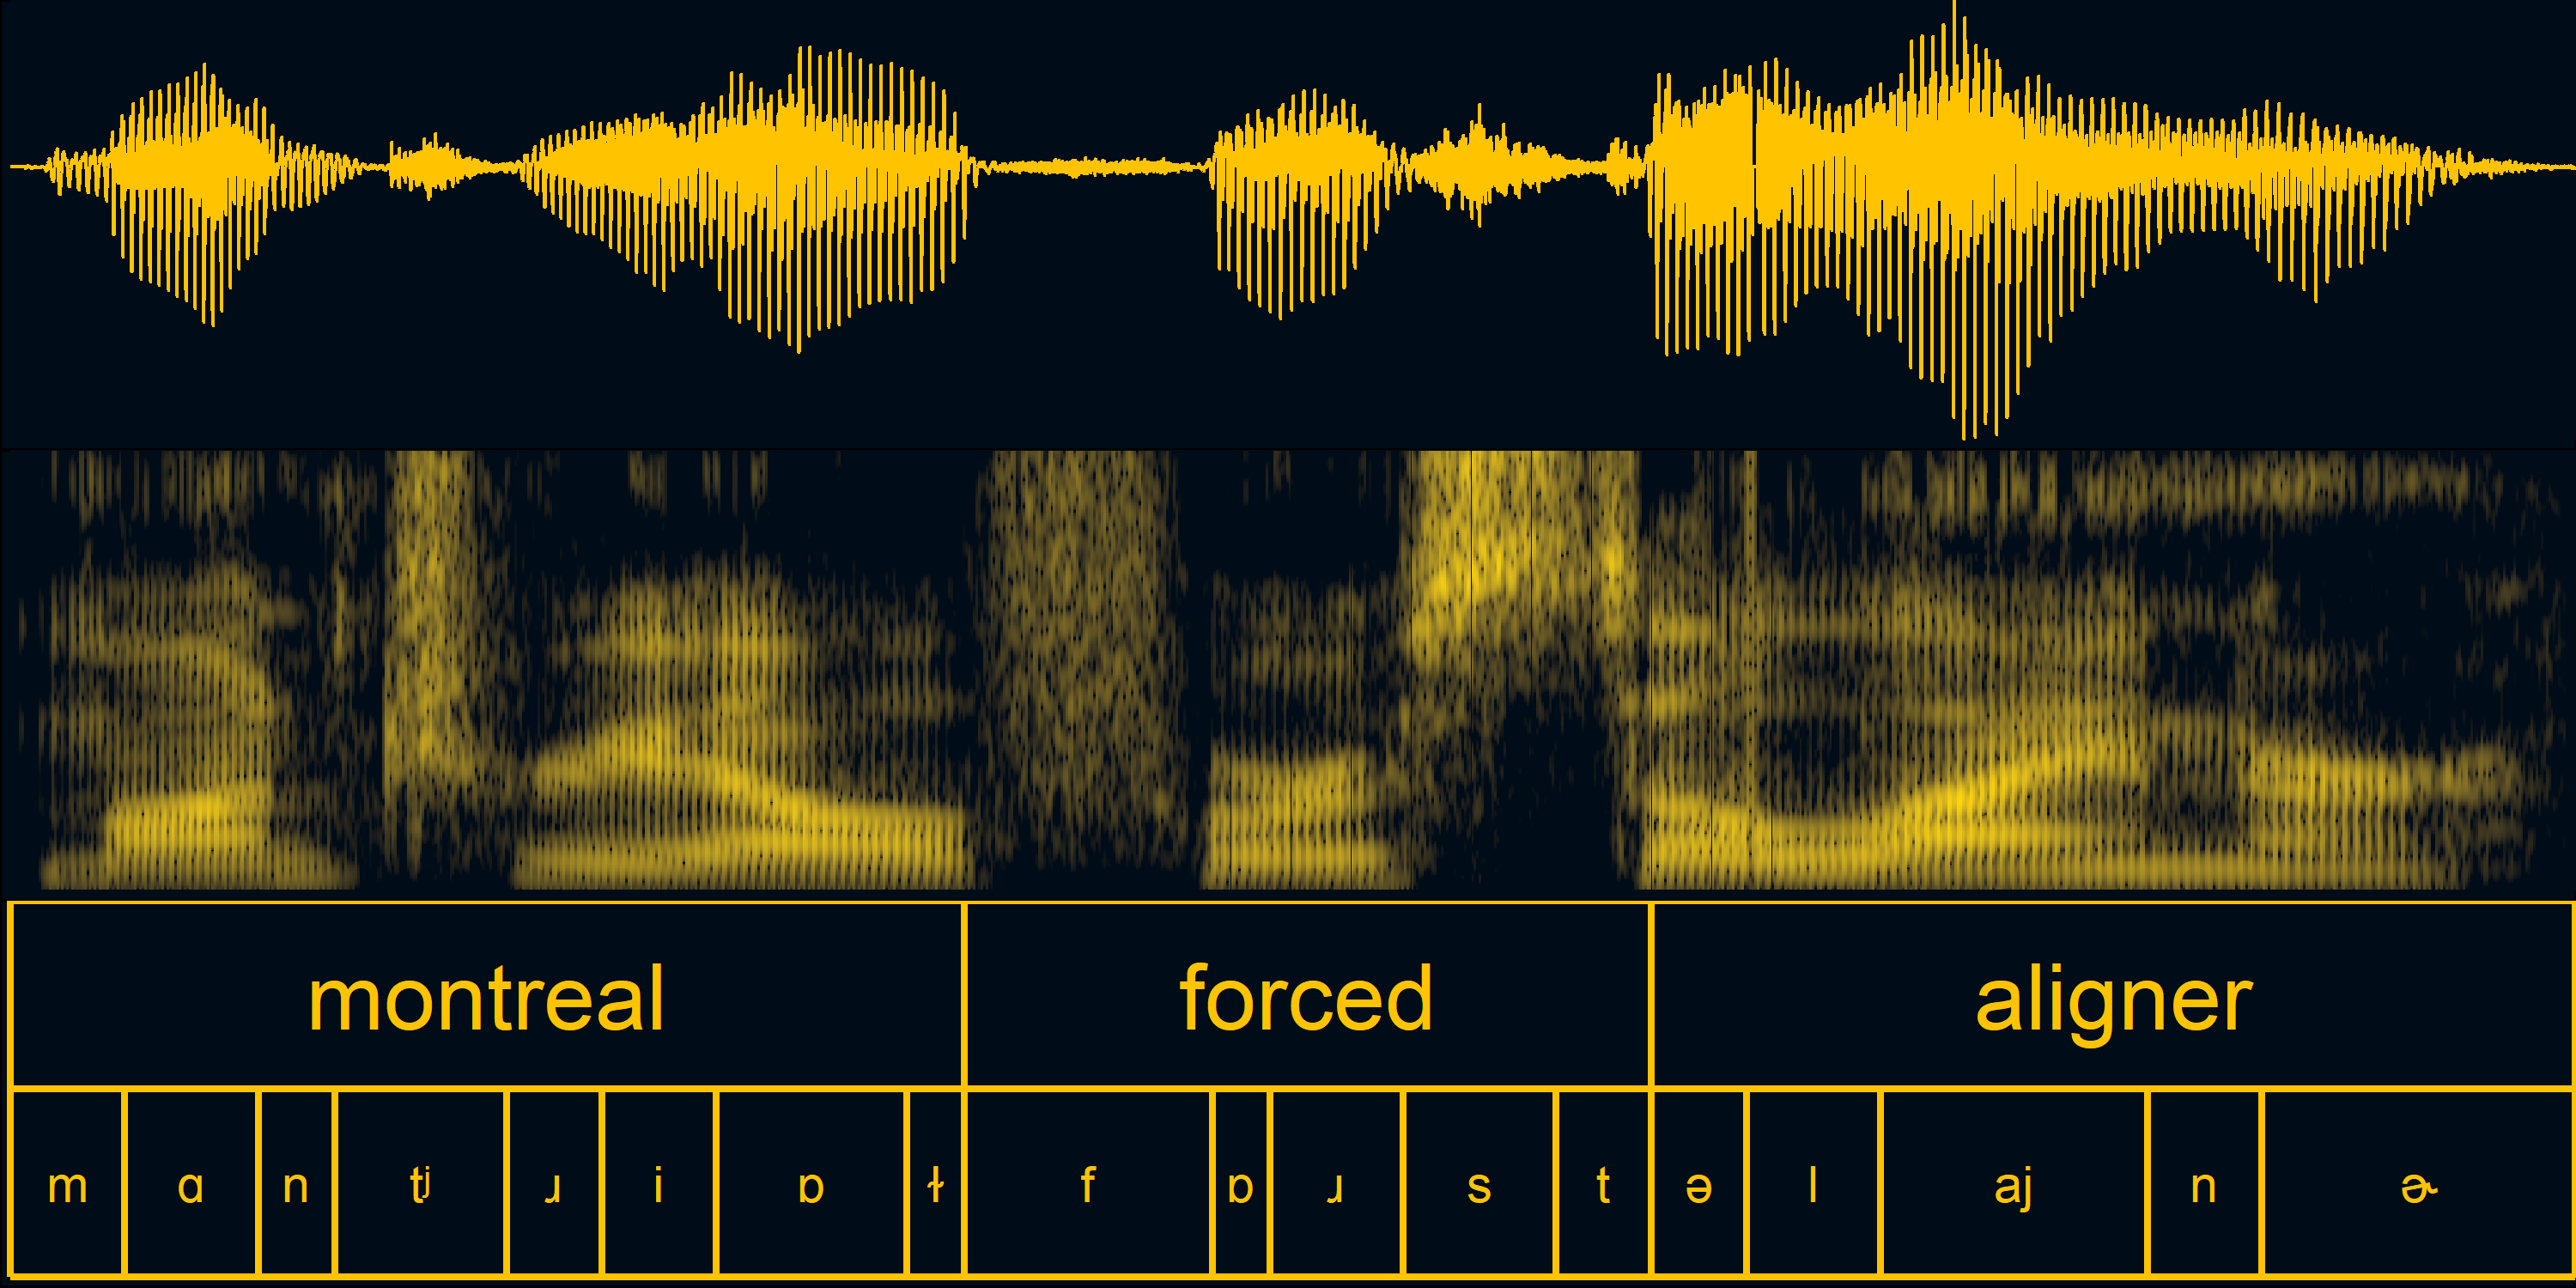 montreal forced aligner
m ɑ n tʲ ɹ i ɒ ɫ f ɒ ɹ s t ə l aj n ɚ